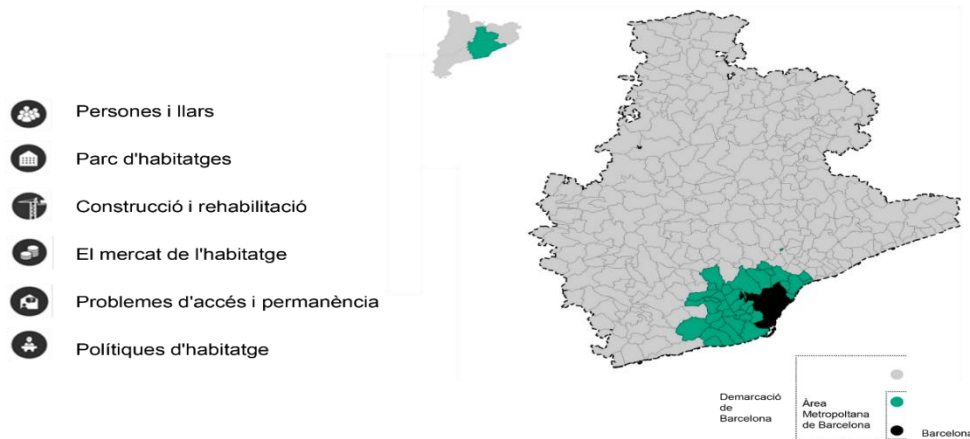 Persones i llars
Parc d'habitatges
Construcció i rehabilitació
El mercat de l'habitatge
Problemes d'accés i permanència
Polítiques d'habitatge
Demarcació
de
Barcelona
Àrea
Metropoltana
de Barcelona
Barcelona